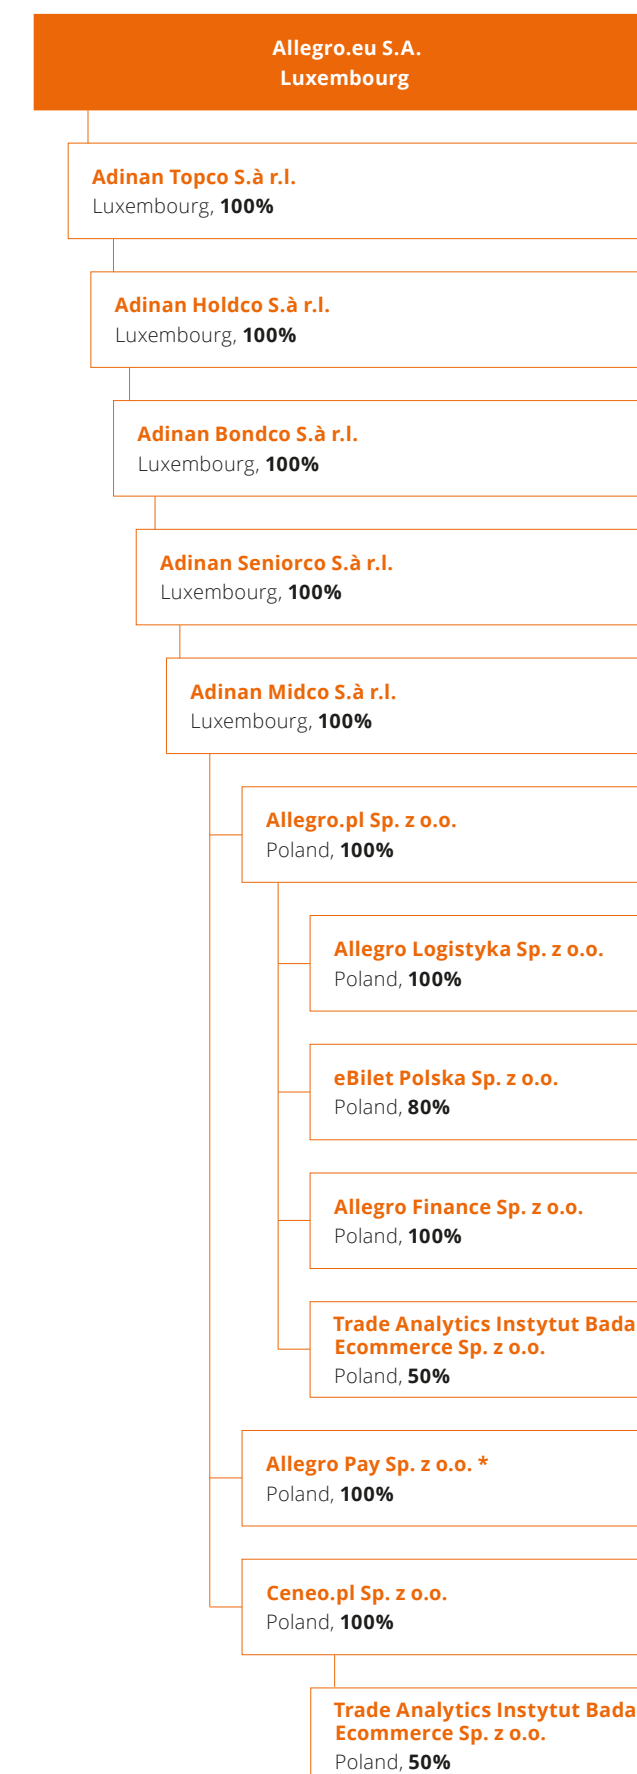 Allegro.eu S.A.
Luxembourg
Adinan Topco S.à r.l.
Luxembourg, 100%
Adinan Holdco S.à r.l.
Luxembourg, 100%
Adinan Bondco S.à r.l.
Luxembourg, 100%
Adinan Seniorco S.à r.l.
Luxembourg, 100%
Adinan Midco S.à r.l.
Luxembourg, 100%
Allegro.pl Sp. z o.o.
Poland, 100%
Allegro Logistyka Sp. z o.o.
Poland, 100%
eBilet Polska Sp. z o.o.
Poland, 80%
Allegro Finance Sp. z o.o.
Poland, 100%
Trade Analytics Instytut Bada
Ecommerce Sp. z o.o.
Poland, 50%
Allegro Pay Sp. z o.o. *
Poland, 100%
Ceneo.pl Sp. z o.o.
Poland, 100%
Trade Analytics Instytut Bada
Ecommerce Sp. z o.o.
Poland, 50%